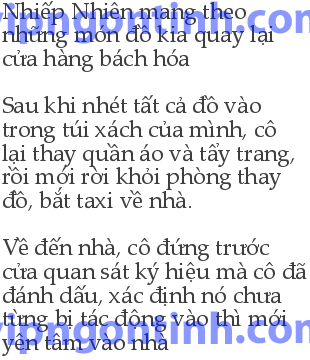 Nhiếp Nhiên mang theo
những món đồ kia quay lại
cửa hàng bách hóa
Sau khi nhét tất cả đồ vào
trong túi xách của mình, cô
lại thay quần áo và tẩy trang,
rồi mới rời khỏi phòng thay
đồ, bắt taxi về nhà.
Về đến nhà, cô đứng trước
cửa quan sát ký hiệu mà cô đã
đánh dấu, xác định nó chưa
từng bị tác động vào thì mới
yên tâm vào nhà
vipngontinh.com